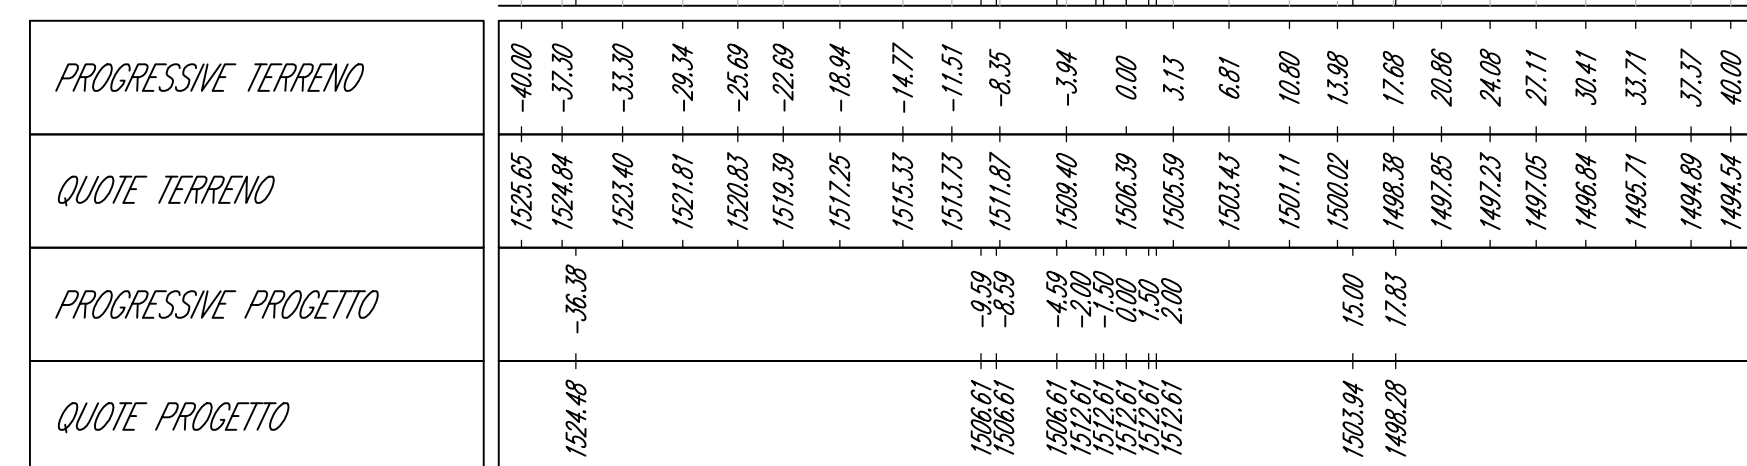 PROGRESSIVE TERRENO -40.00 -37.30 -33.30 -29.34 -25.69 -22.69 -18.94 -14.77 -11.51 -8.35 -3.94 0.00 3.13 6.81 10.80 13.98 17.68 20.86 24.08 27.11 30.41 33.71 37.37 40.00
QUOTE TERRENO 1525.65 1524.84 1523.40 1521.81 1520.83 1519.39 1517.25 1515.33 1513.73 1511.87 1509.40 1506.39 1505.59 1503.43 1501.11 1500.02 1498.38 1497.85 1497.23 1497.05 1496.84 1495.71 1494.89 1494.54
PROGRESSIVE PROGETTO -36.38 -9.59 -8.59 -4.59 -2.00 -1.50 0.00 1.50 2.00 15.00 17.83
QUOTE PROGETTO 1524.48 1506.61 1506.61 1506.61 1512.61 1512.61 1512.61 1512.61 1512.61 1503.94 1498.28